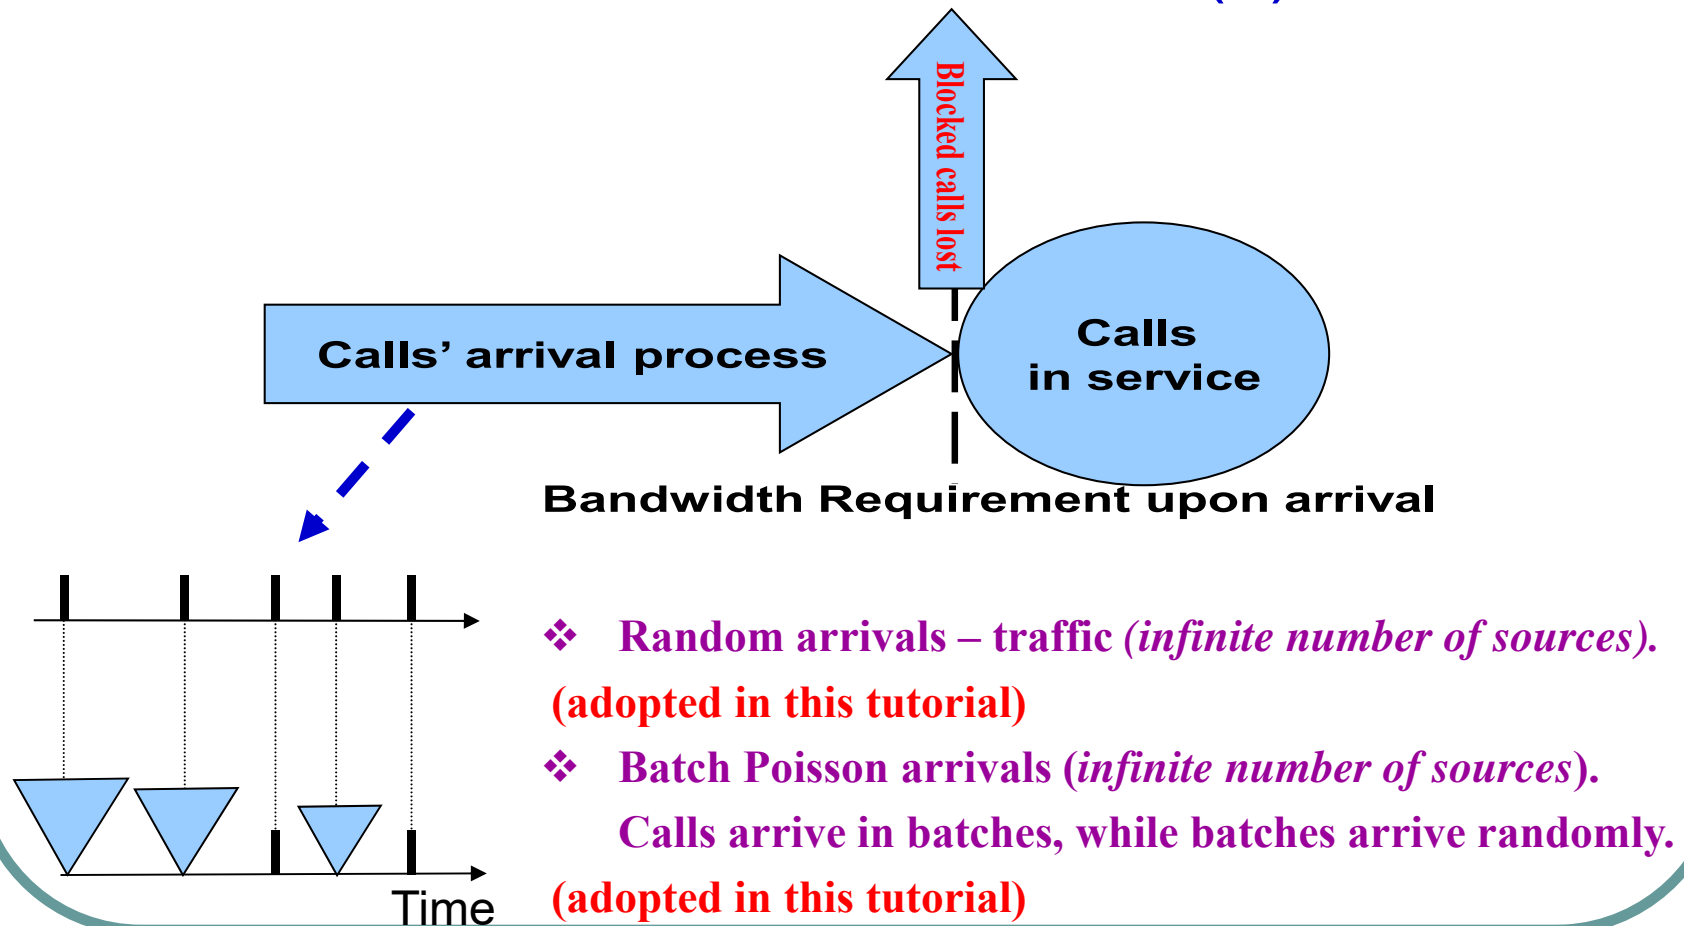 Blocked calls lost
Calls’ arrival process
Calls
in service
Bandwidth Requirement upon arrival
❖ Random arrivals – traffic (infinite number of sources).
(adopted in this tutorial)
❖ Batch Poisson arrivals (infinite number of sources).
Calls arrive in batches, while batches arrive randomly.
(adopted in this tutorial)
Time